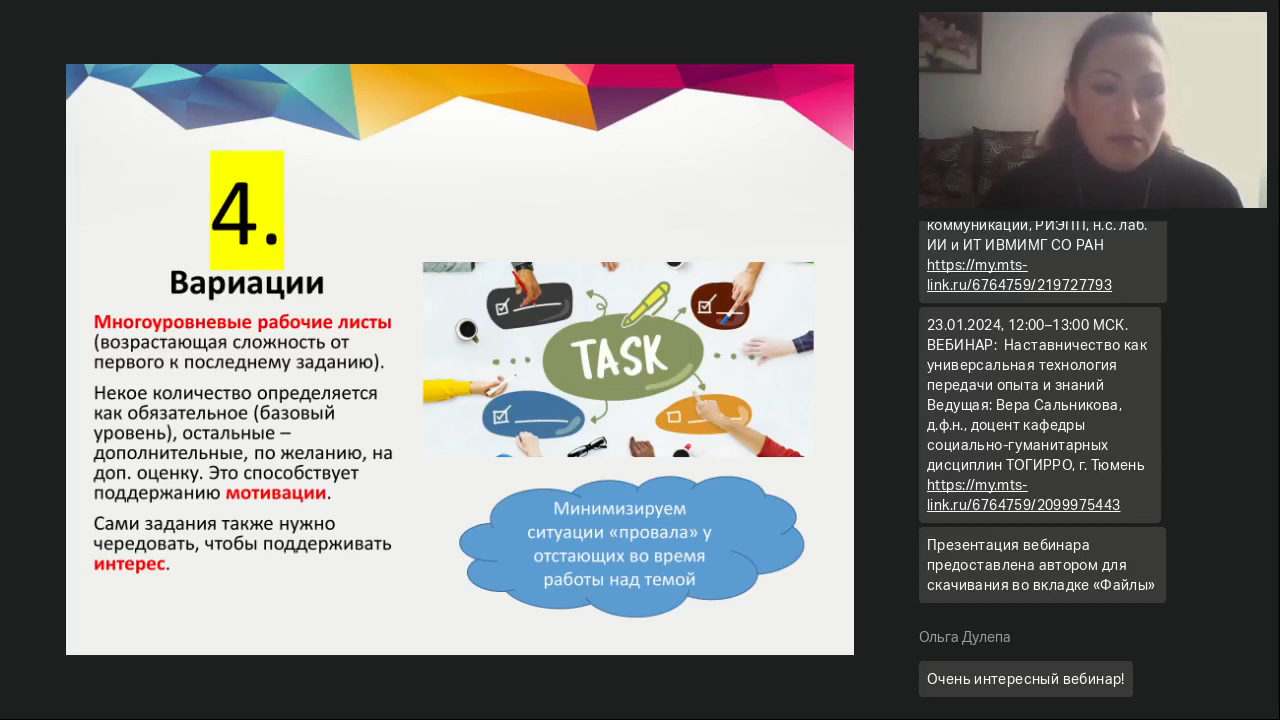 4.
Вариации
Многоуровневые рабочие листы
(возрастающая сложность от
первого к последнему заданию).
Некое количество определяется
как обязательное (базовый
уровень), остальные –
дополнительные, по желанию, на
доп. оценку. Это способствует
поддержанию мотивации.
Сами задания также нужно
чередовать, чтобы поддерживать
интерес.
TASK
Минимизируем
ситуации «провала» у
отстающих во время
работы над темой
коммуникации, РИЭПП, н.с. лаб.
ИИ и ИТ ИВМИМГ СО РАН
https://my.mts-
link.ru/6764759/219727793
23.01.2024, 12:00–13:00 МСК.
ВЕБИНАР: Наставничество как
универсальная технология
передачи опыта и знаний
Ведущая: Вера Сальникова,
д.ф.н., доцент кафедры
социально-гуманитарных
дисциплин ТОГИРРО, г. Тюмень
https://my.mts-
link.ru/6764759/2099975443
Презентация вебинара
предоставлена автором для
скачивания во вкладке «Файлы»
Ольга Дулепа
Очень интересный вебинар!